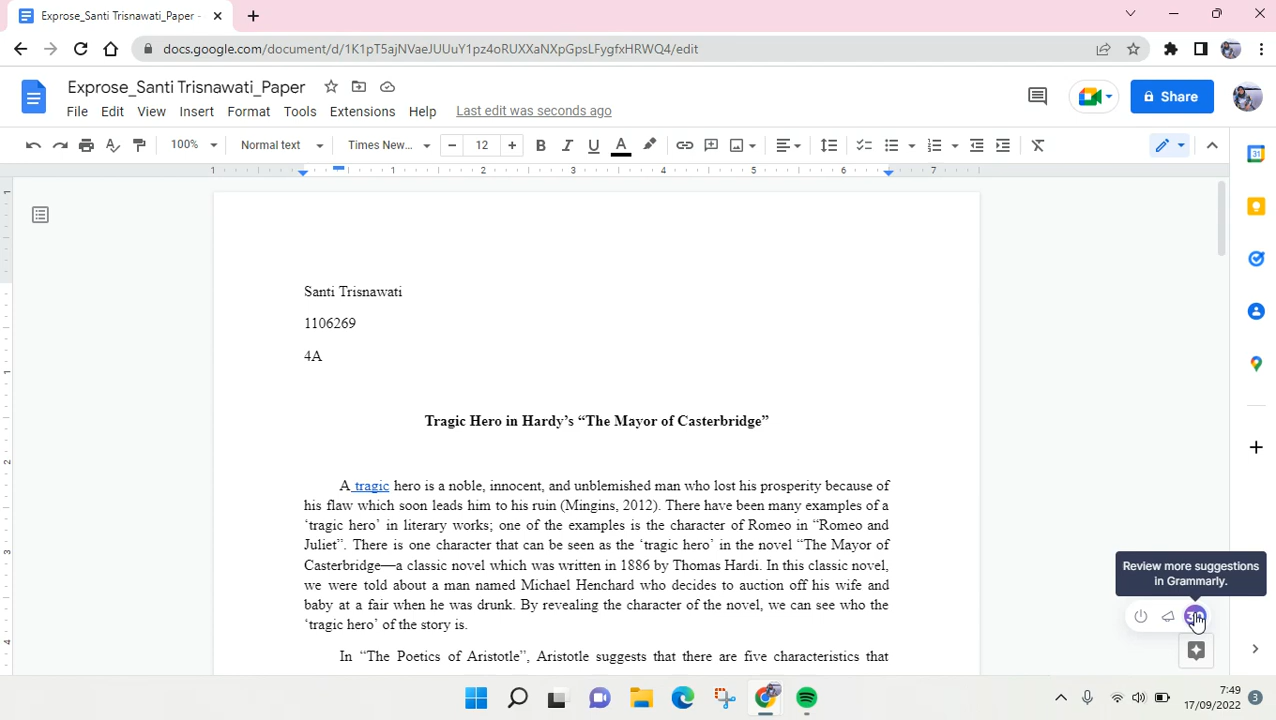 Exprose_Santi Trisnawati_Paper -
docs.google.com/document/d/1K1pT5ajNVaeJUUuY1pz4oRUXXaNXpGpsLFygfxHRWQ4/edit
Exprose_Santi Trisnawati_Paper
File Edit View Insert Format Tools Extensions Help Last edit was seconds ago
Share
100% Normal text Times New... 12 B I U A
1 1 2 3 4 5 6 7
Santi Trisnawati
1106269
4A
Tragic Hero in Hardy's “The Mayor of Casterbridge”
A tragic hero is a noble, innocent, and unblemished man who lost his prosperity because of
his flaw which soon leads him to his ruin (Mingins, 2012). There have been many examples of a
‘tragic hero’ in literary works; one of the examples is the character of Romeo in “Romeo and
Juliet”. There is one character that can be seen as the ‘tragic hero’ in the novel “The Mayor of
Casterbridge—a classic novel which was written in 1886 by Thomas Hardi. In this classic novel,
we were told about a man named Michael Henchard who decides to auction off his wife and
baby at a fair when he was drunk. By revealing the character of the novel, we can see who the
‘tragic hero’ of the story is.
In “The Poetics of Aristotle”, Aristotle suggests that there are five characteristics that
Review more suggestions
in Grammarly.
7:49
17/09/2022
3